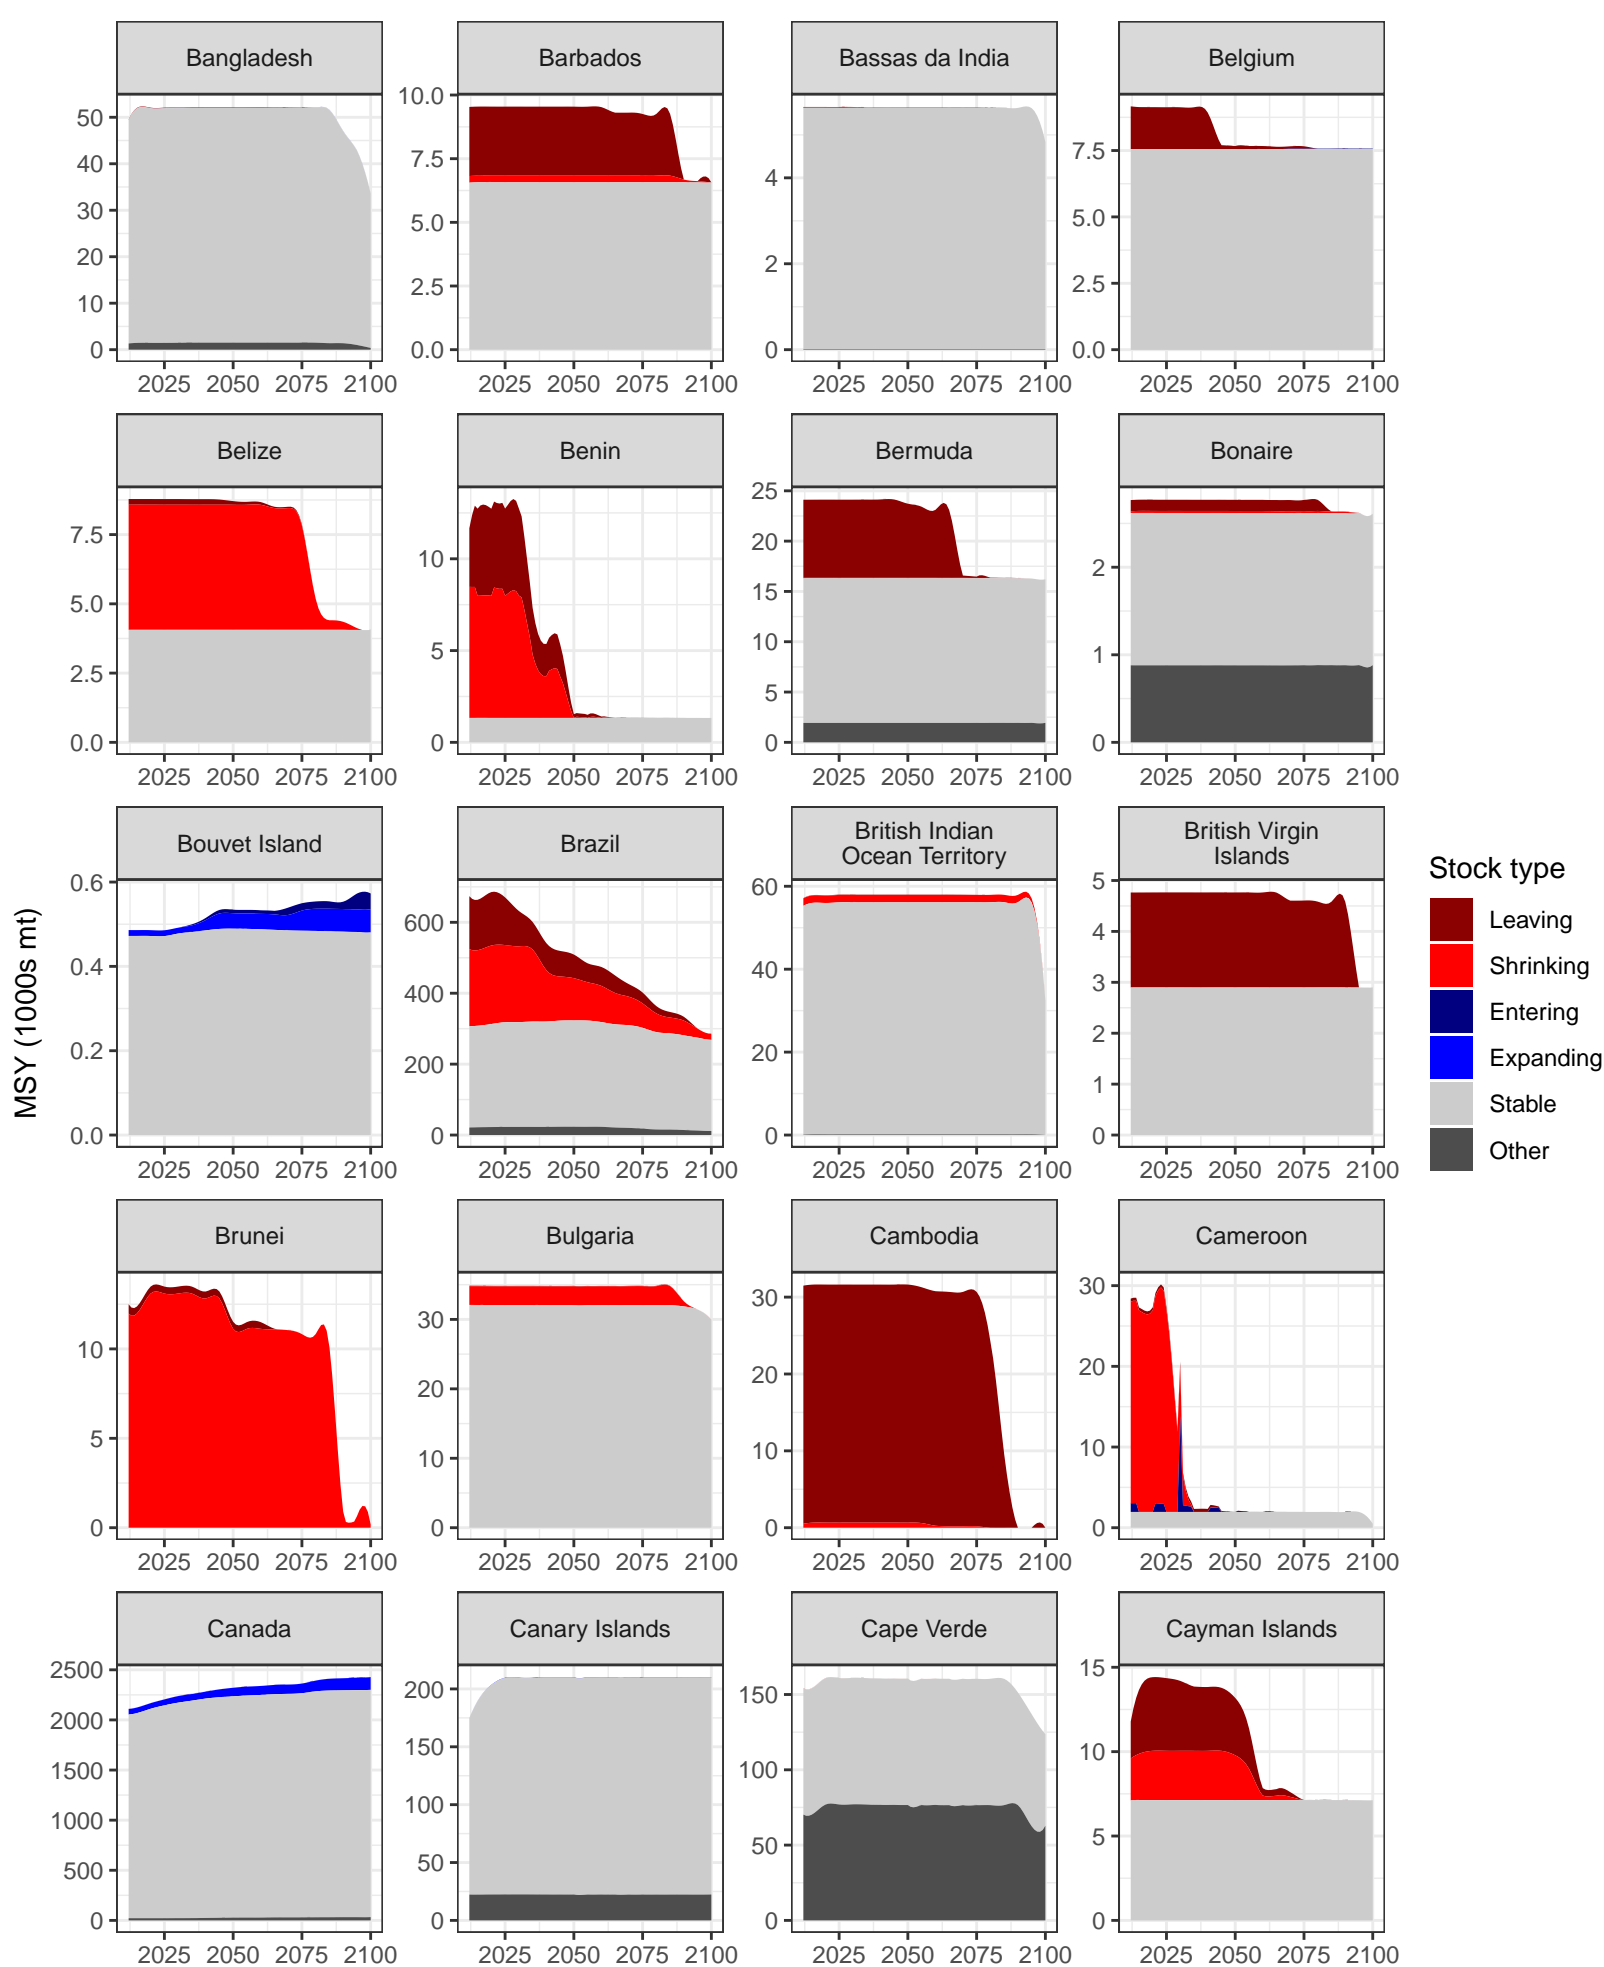 Bangladesh
Barbados
Bassas da India
Belgium
50
40
30
20
10
0
10.0
7.5
5.0
2.5
0.0
4
2
0
7.5
5.0
2.5
0.0
2025 2050 2075 2100
2025 2050 2075 2100
2025 2050 2075 2100
2025 2050 2075 2100
Belize
Benin
Bermuda
Bonaire
7.5
5.0
2.5
0.0
10
5
0
25
20
15
10
5
0
2
1
0
2025 2050 2075 2100
2025 2050 2075 2100
2025 2050 2075 2100
2025 2050 2075 2100
Bouvet Island
Brazil
British Indian
Ocean Territory
British Virgin
Islands
0.6
0.4
0.2
0.0
600
400
200
0
60
40
20
0
5
4
3
2
1
0
2025 2050 2075 2100
2025 2050 2075 2100
2025 2050 2075 2100
2025 2050 2075 2100
MSY (1000s mt)
Stock type
Leaving
Shrinking
Entering
Expanding
Stable
Other
Brunei
Bulgaria
Cambodia
Cameroon
10
5
0
30
20
10
0
30
20
10
0
30
20
10
0
2025 2050 2075 2100
2025 2050 2075 2100
2025 2050 2075 2100
2025 2050 2075 2100
Canada
Canary Islands
Cape Verde
Cayman Islands
2500
2000
1500
1000
500
0
200
150
100
50
0
150
100
50
0
15
10
5
0
2025 2050 2075 2100
2025 2050 2075 2100
2025 2050 2075 2100
2025 2050 2075 2100